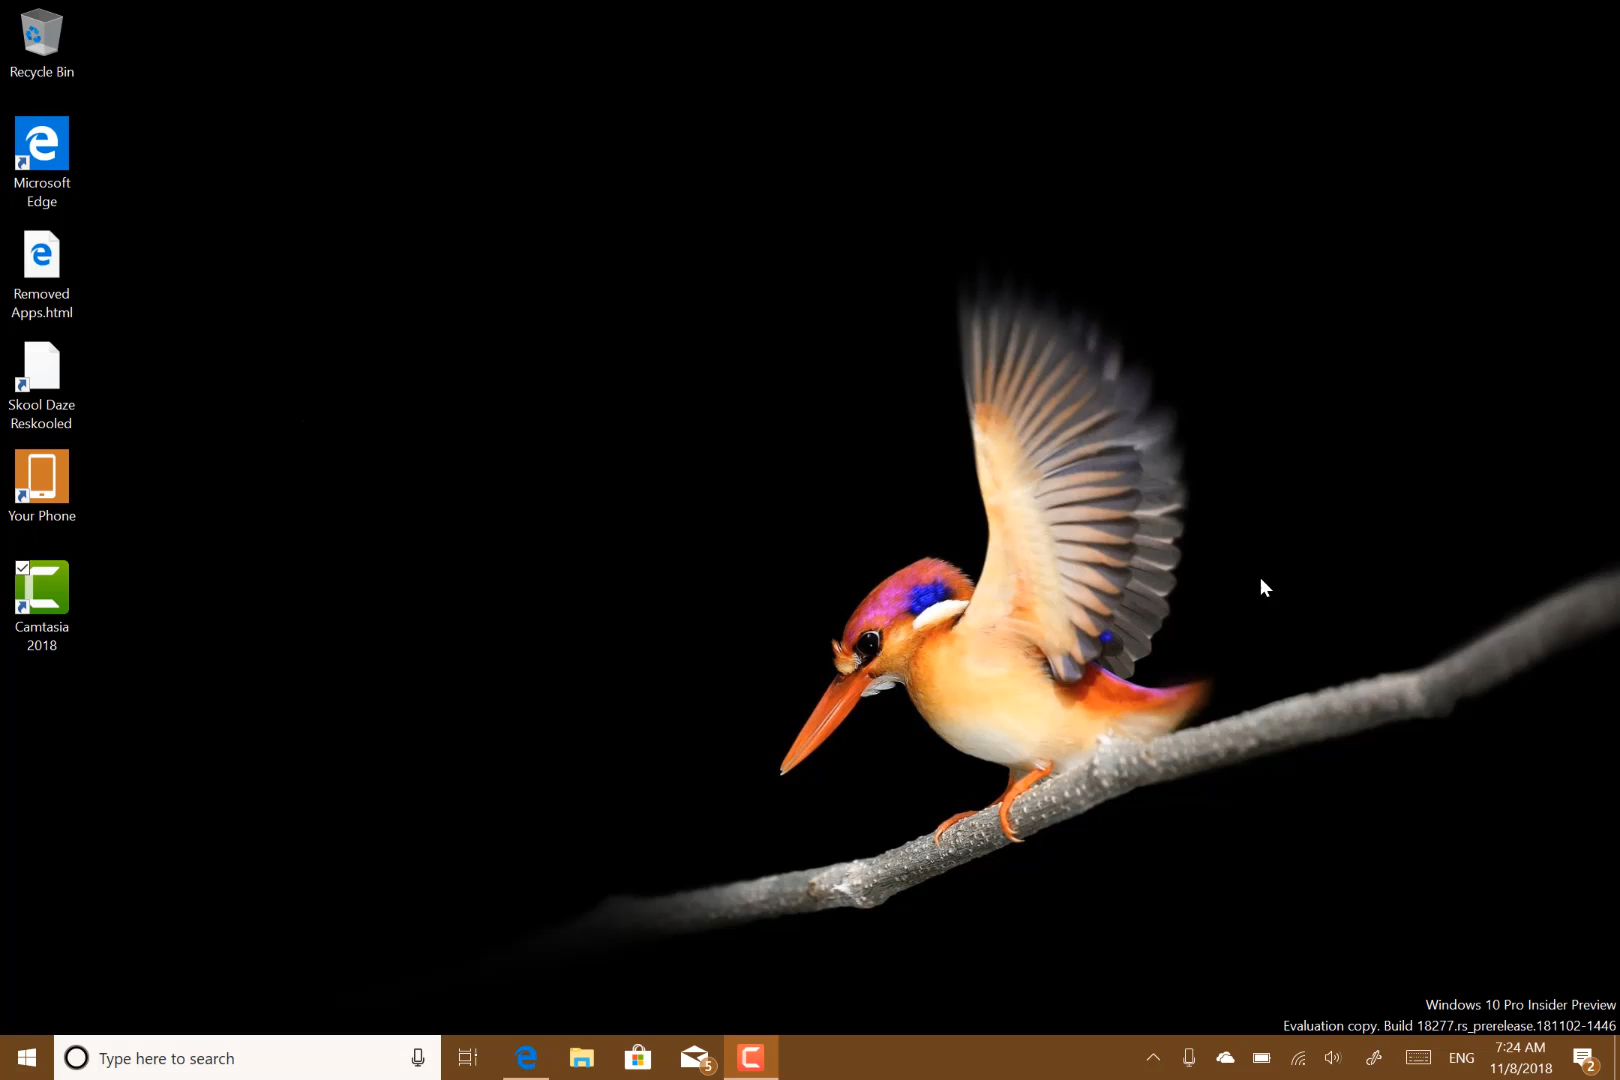 Recycle Bin
Microsoft
Edge
Removed
Apps.html
Skool Daze
Reskooled
Your Phone
Camtasia
2018
Windows 10 Pro Insider Preview
Evaluation copy. Build 18277.rs_prerelease.181102-1446
Type here to search
5
ENG
7:24 AM
11/8/2018
2